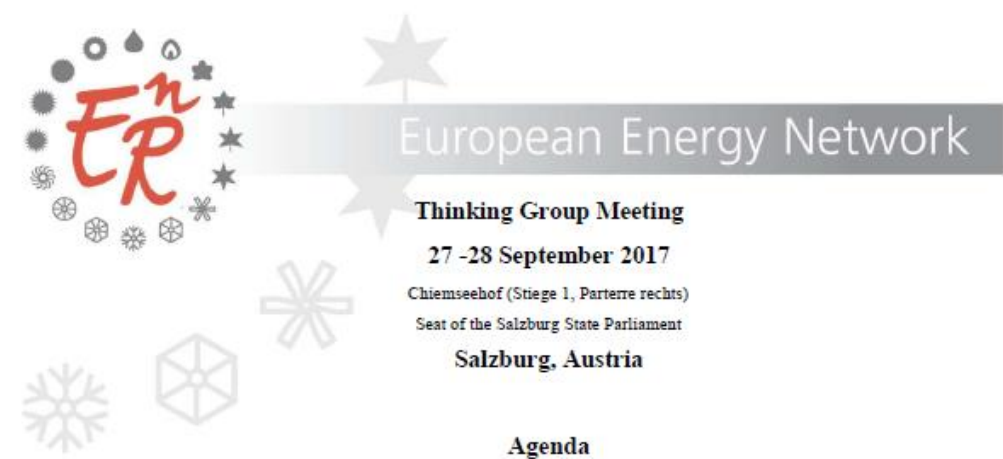 EnR
European Energy Network
Thinking Group Meeting
27 -28 September 2017
Chiemseehof (Stiege 1, Parterre rechts)
Seat of the Salzburg State Parliament
Salzburg, Austria
Agenda